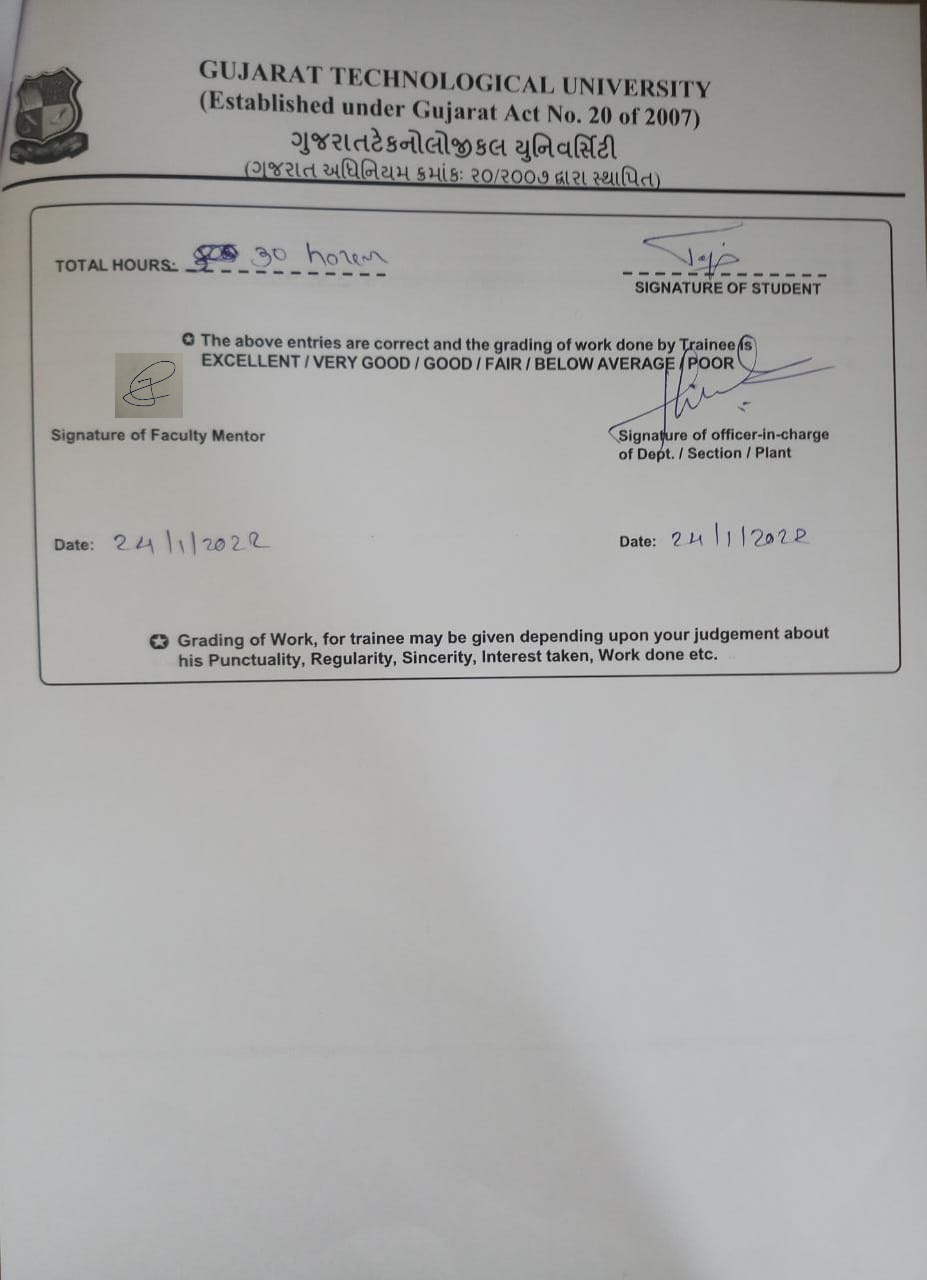 GUJARAT TECHNOLOGICAL UNIVERSITY
(Established under Gujarat Act No. 20 of 2007)
ગુજરાતટેકનોલોજીકલ યુનિવર્સિટી
(ગુજરાત અધિનિયમ ક્રમાંકઃ ૨૦/૨૦૦૭ દ્વારા સ્થાપિત)
TOTAL HOURS: 30
SIGNATURE OF STUDENT
The above entries are correct and the grading of work done by Trainee is
EXCELLENT / VERY GOOD / GOOD / FAIR / BELOW AVERAGE / POOR
Signature of Faculty Mentor
Signature of officer-in-charge
of Dept. / Section / Plant
Date: 24/1/2022
Date: 24/1/2022
Grading of Work, for trainee may be given depending upon your judgement about
his Punctuality, Regularity, Sincerity, Interest taken, Work done etc.